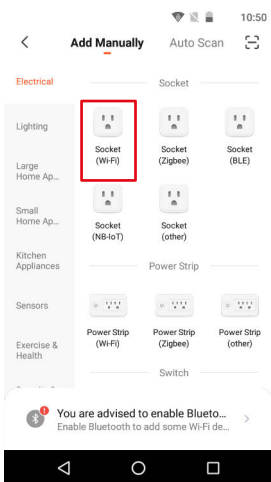 10:50
Add Manually
Auto Scan
Electrical
Socket
Lighting
Socket
(Wi-Fi)
Socket
(Zigbee)
Socket
(BLE)
Large
Home Ap...
Small
Home Ap...
Socket
(NB-IoT)
Socket
(other)
Kitchen
Appliances
Power Strip
Sensors
Power Strip
(Wi-Fi)
Power Strip
(Zigbee)
Power Strip
(other)
Exercise &
Health
Switch
You are advised to enable Blueto...
Enable Bluetooth to add some Wi-Fi de...